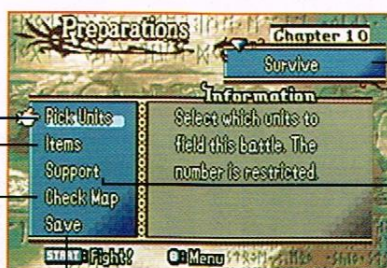 Preparations
Chapter 10
Survive
Information
Pick Units
Items
Support
Check Map
Save
Select which units to
field this battle. The
number is restricted.
START: Fight!
B: Menu